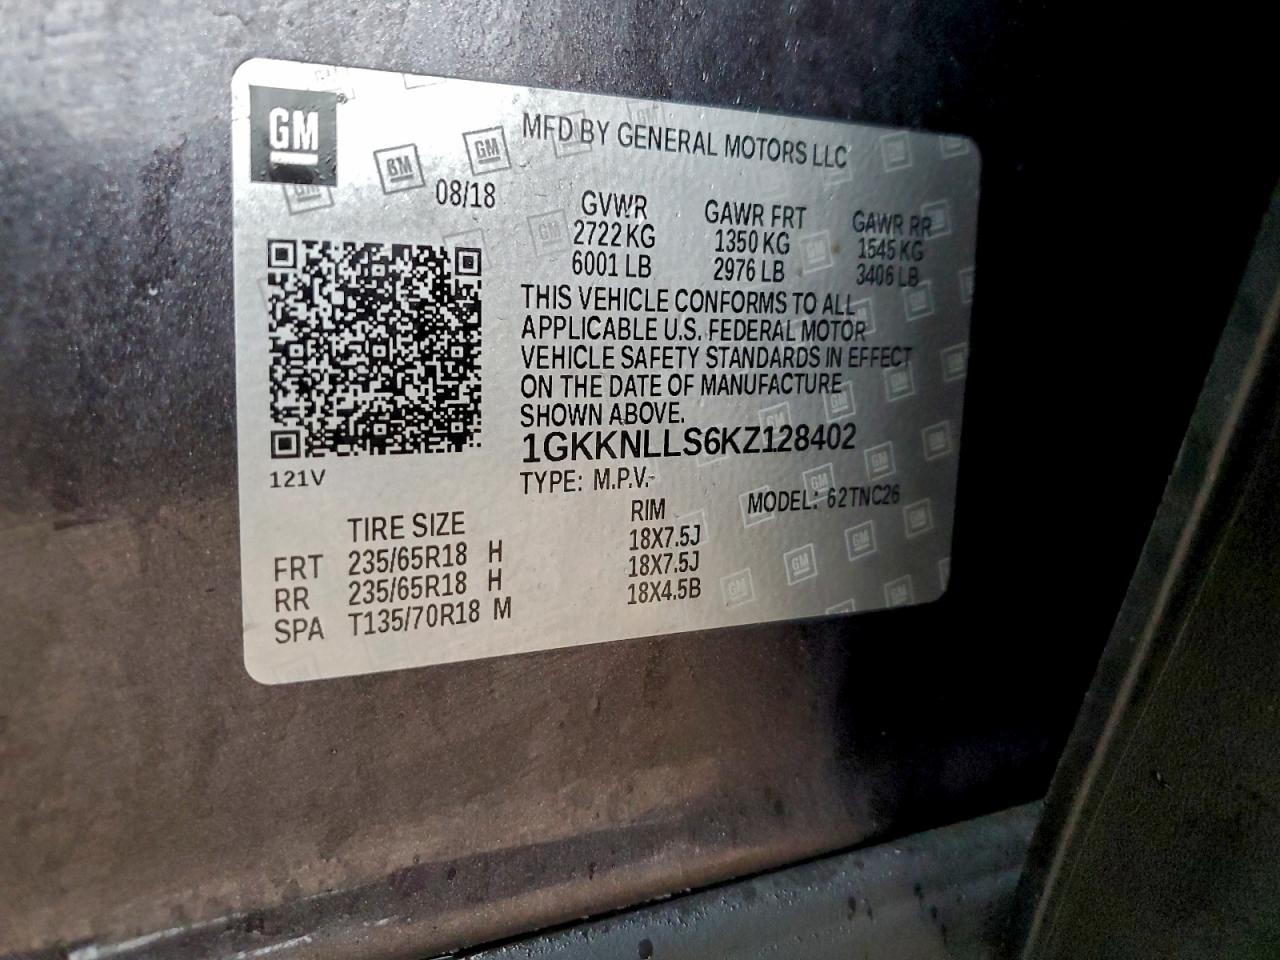 GM
MFD BY GENERAL MOTORS LLC
08/18
GVWR GAWR FRT GAWR RR
2722 KG 1350 KG 1545 KG
6001 LB 2976 LB 3406 LB
THIS VEHICLE CONFORMS TO ALL
APPLICABLE U.S. FEDERAL MOTOR
VEHICLE SAFETY STANDARDS IN EFFECT
ON THE DATE OF MANUFACTURE
SHOWN ABOVE.
1GKKNLLS6KZ128402
121V
TYPE: M.P.V.
MODEL: 62TNC26
TIRE SIZE RIM
FRT 235/65R18 H 18X7.5J
RR 235/65R18 H 18X7.5J
SPA T135/70R18 M 18X4.5B